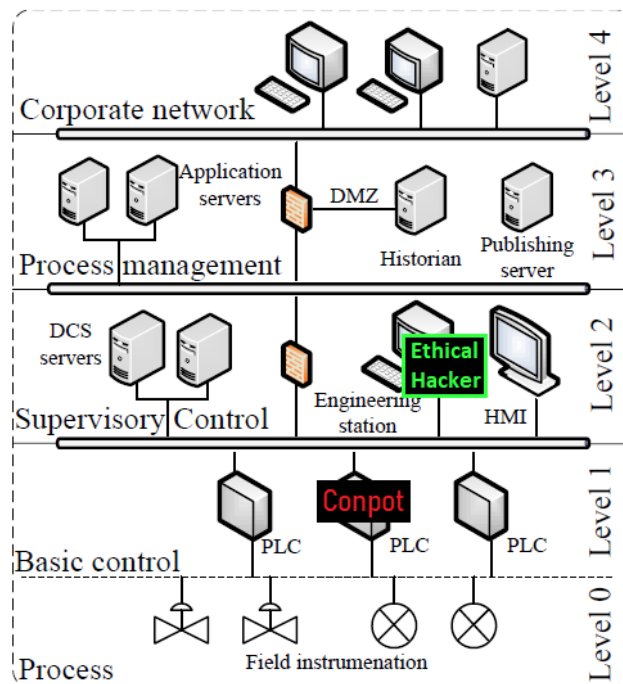 Level 4
Corporate network
Application
servers
DMZ
Historian
Publishing
server
Level 3
Process management
DCS
servers
Ethical
Hacker
Engineering
station
HMI
Level 2
Supervisory Control
Conpot
PLC
PLC
PLC
Level 1
Basic control
Field instrumenation
Level 0
Process